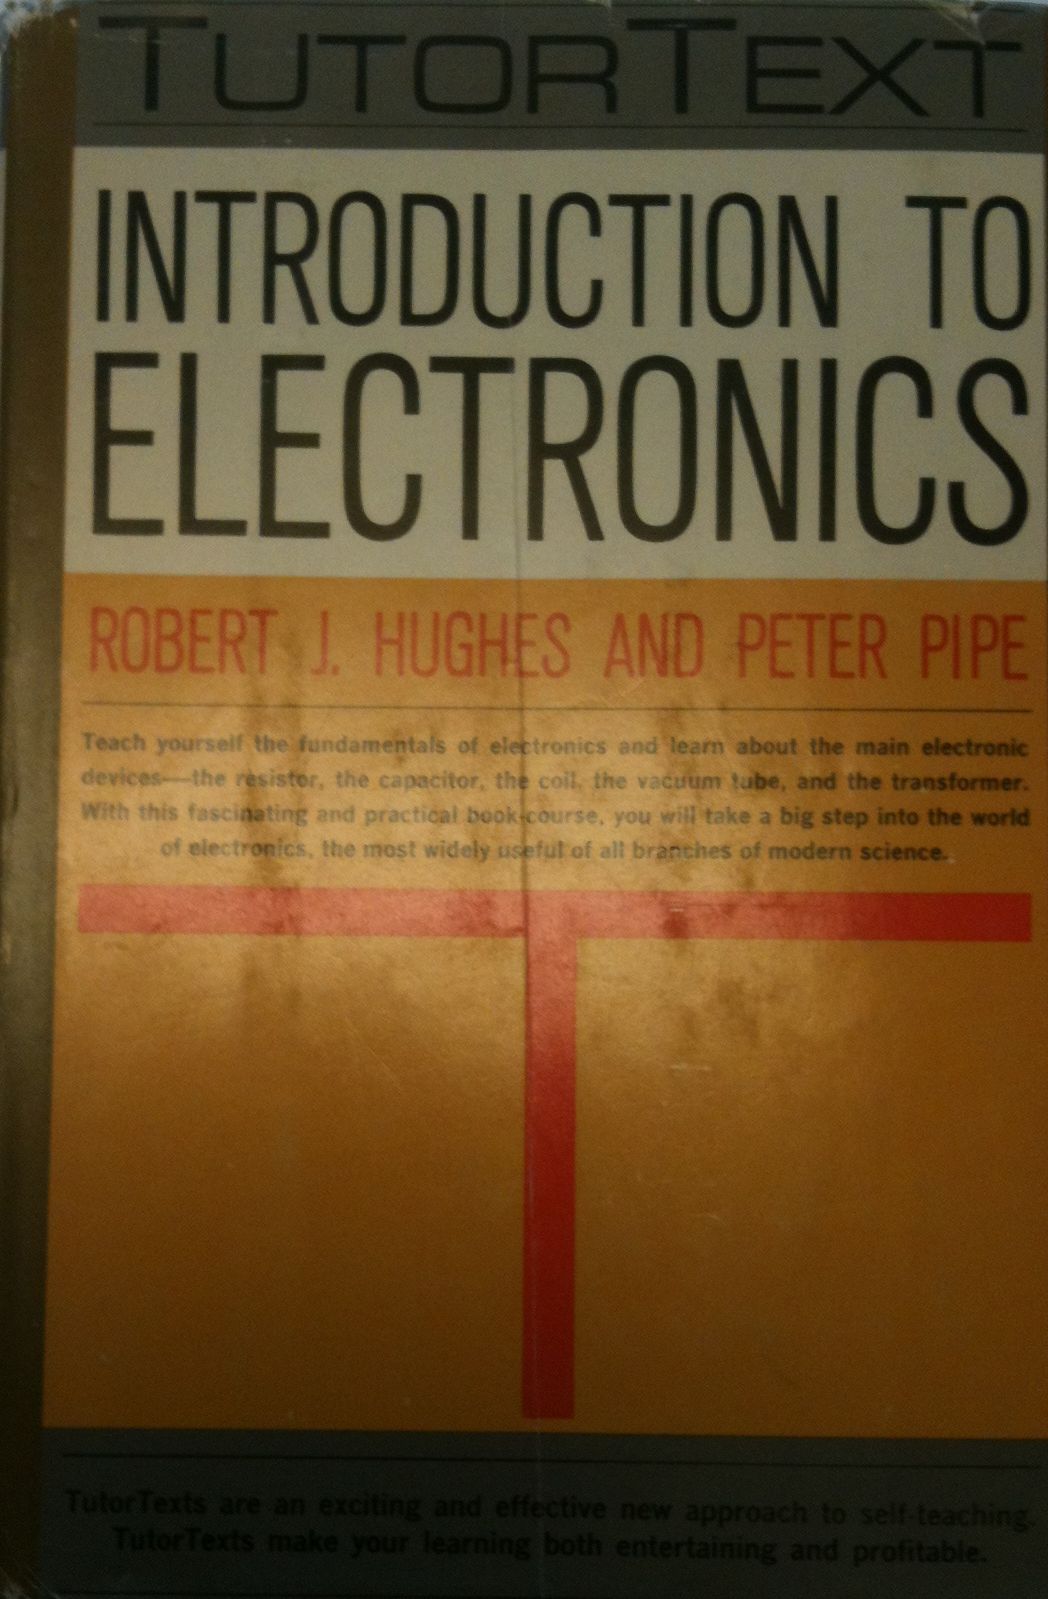 TUTORTEXT
INTRODUCTION TO
ELECTRONICS
ROBERT J. HUGHES AND PETER PIPE
Teach yourself the fundamentals of electronics and learn about the main electronic
devices—the resistor, the capacitor, the coil, the vacuum tube, and the transformer.
With this fascinating and practical book-course, you will take a big step into the world
of electronics, the most widely useful of all branches of modern science.
TutorTexts are an exciting and effective new approach to self-teaching.
TutorTexts make your learning both entertaining and profitable.